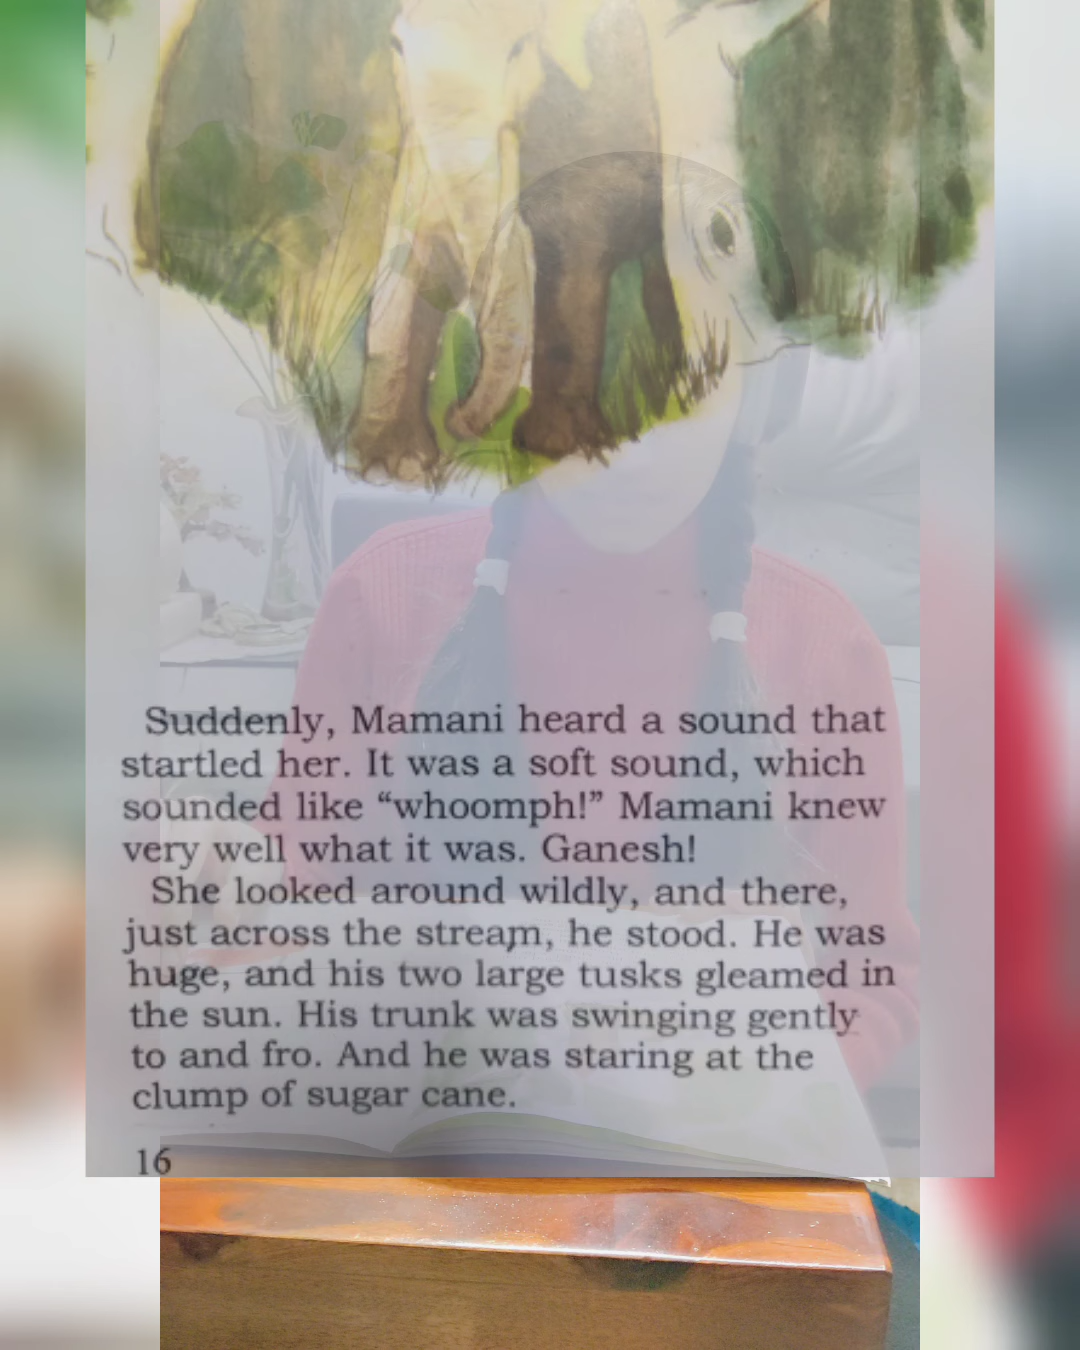 Suddenly, Mamani heard a sound that
startled her. It was a soft sound, which
sounded like “whoomph!” Mamani knew
very well what it was. Ganesh!
She looked around wildly, and there,
just across the stream, he stood. He was
huge, and his two large tusks gleamed in
the sun. His trunk was swinging gently
to and fro. And he was staring at the
clump of sugar cane.
16